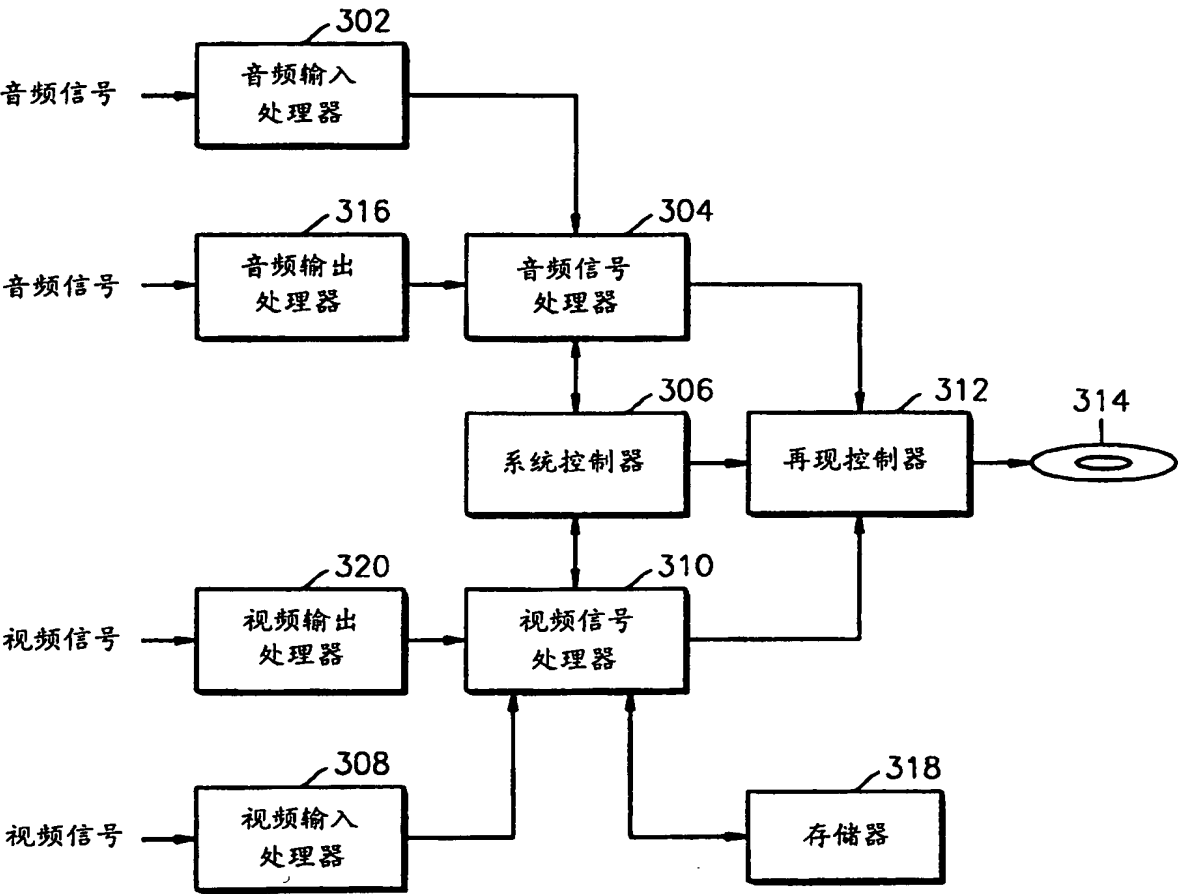 302
音频信号
音频输入
处理器
316
304
音频信号
音频输出
处理器
音频信号
处理器
306
312
314
系统控制器
再现控制器
320
310
视频信号
视频输出
处理器
视频信号
处理器
308
318
视频信号
视频输入
处理器
存储器